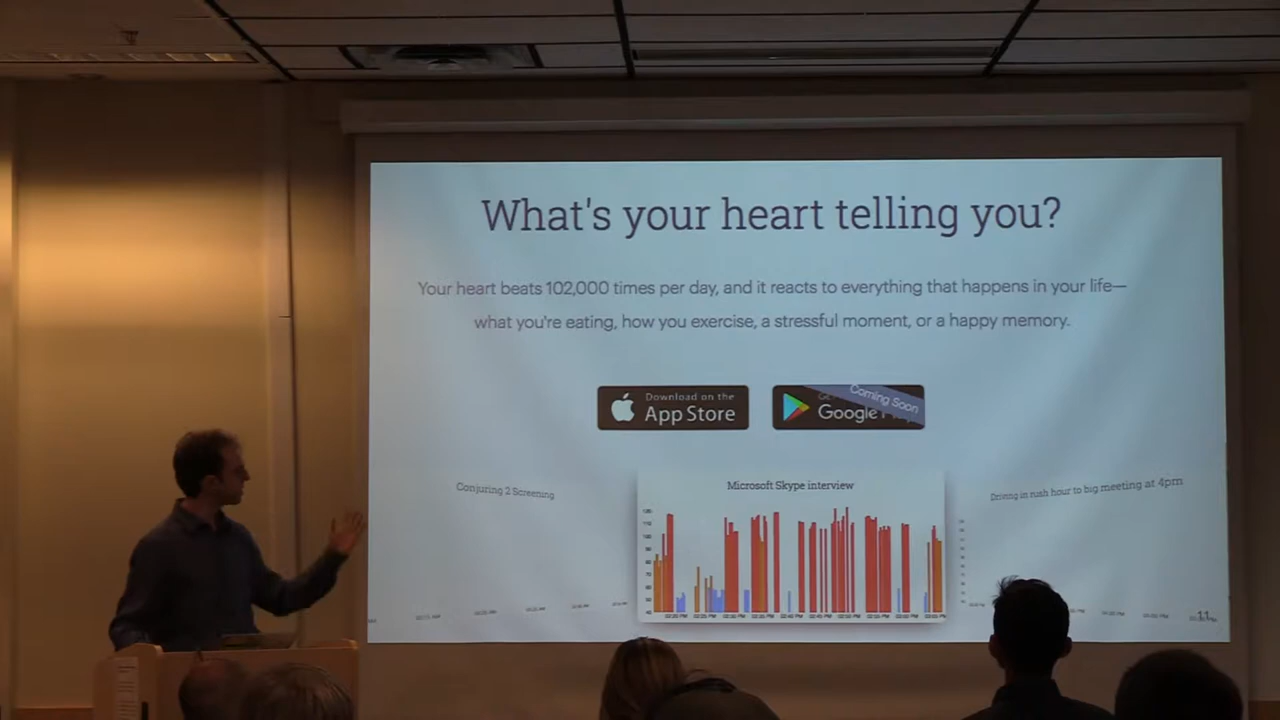 What's your heart telling you?
Your heart beats 102,000 times per day, and it reacts to everything that happens in your life—
what you're eating, how you exercise, a stressful moment, or a happy memory.
Download on the
App Store
Coming Soon
Google
Conjuring 2 Screening
Microsoft Skype interview
Driving in rush hour to big meeting at 4pm
11